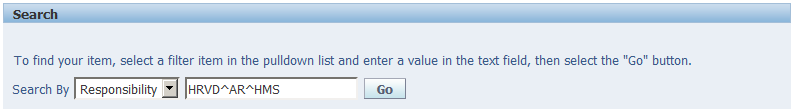 Search
To find your item, select a filter item in the pulldown list and enter a value in the text field, then select the "Go" button.
Search By Responsibility HRVD^AR^HMS Go